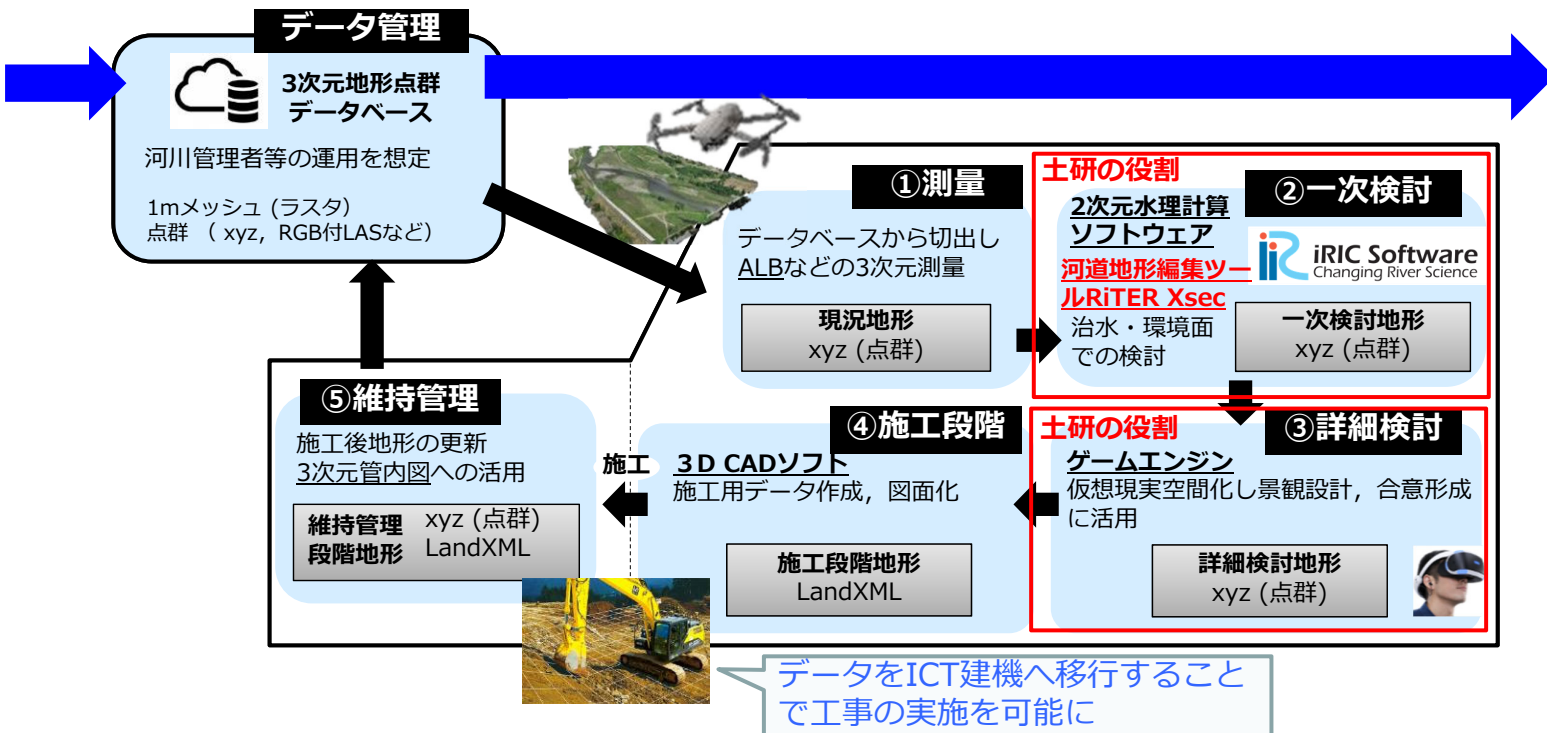 データ管理
3次元地形点群
データベース
河川管理者等の運用を想定
1mメッシュ (ラスタ）
点群 （ xyz，RGB付LASなど）
①測量
データベースから切出し
ALBなどの3次元測量
現況地形
xyz (点群)
土研の役割
②一次検討
2次元水理計算
ソフトウェア
河道地形編集ツー
ルRiTER Xsec
治水・環境面
での検討
iRIC Software
Changing River Science
一次検討地形
xyz (点群)
土研の役割
③詳細検討
ゲームエンジン
仮想現実空間化し景観設計，合意形成
に活用
詳細検討地形
xyz (点群)
④施工段階
３D CADソフト
施工用データ作成，図面化
施工段階地形
LandXML
施工
⑤維持管理
施工後地形の更新
3次元管内図への活用
維持管理
段階地形
xyz (点群)
LandXML
データをICT建機へ移行すること
で工事の実施を可能に